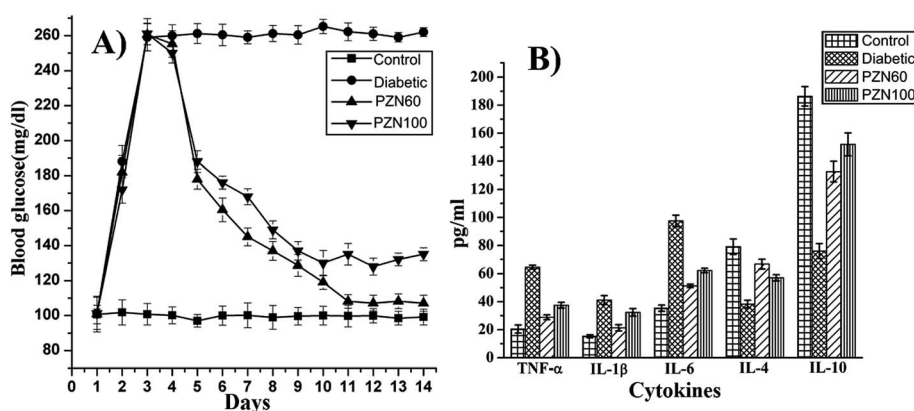 A)
Blood glucose(mg/dl)
260
240
220
200
180
160
140
120
100
80
Control
Diabetic
PZN60
PZN100
0 1 2 3 4 5 6 7 8 9 10 11 12 13 14
Days
B)
Control
Diabetic
PZN60
PZN100
pg/ml
200
180
160
140
120
100
80
60
40
20
0
TNF-α IL-1β IL-6 IL-4 IL-10
Cytokines